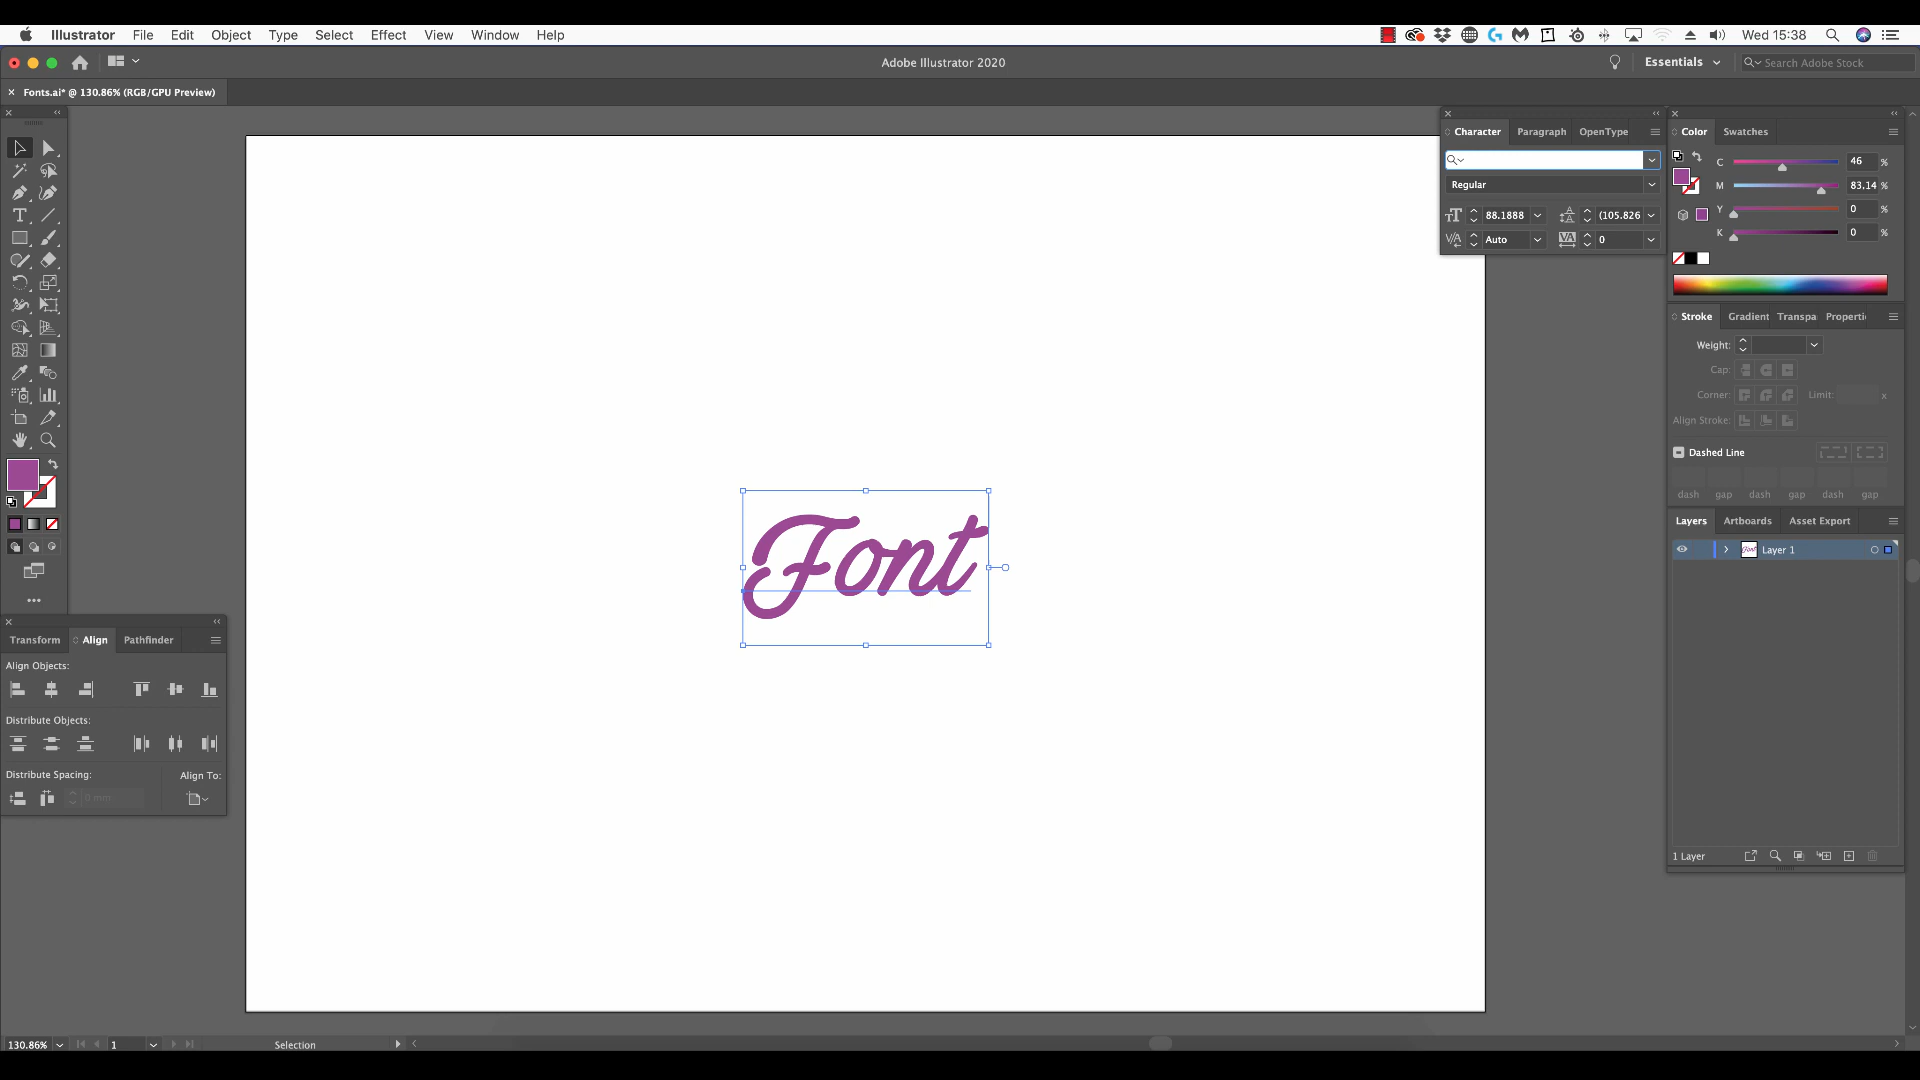 Illustrator File Edit Object Type Select Effect View Window Help Wed 15:38
Adobe Illustrator 2020 Essentials Search Adobe Stock
× Fonts.ai* @ 130.86% (RGB/GPU Preview)
Character Paragraph OpenType
Regular
88.1888 (105.826
Auto 0
Color Swatches
C 46 %
M 83.14 %
Y 0 %
K 0 %
Stroke Gradient Transpa Properti
Weight:
Cap:
Corner: Limit: x
Align Stroke:
Dashed Line
dash gap dash gap dash gap
Layers Artboards Asset Export
Layer 1
1 Layer
Font
Transform Align Pathfinder
Align Objects:
Distribute Objects:
Distribute Spacing: Align To:
0 mm
130.86% 1 Selection